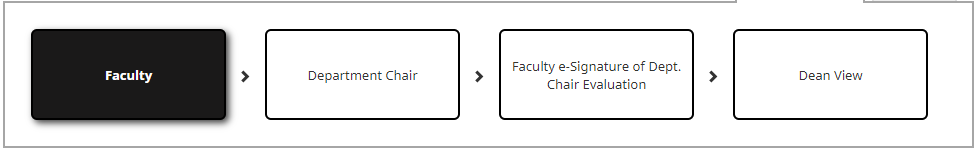 Faculty
Department Chair
Faculty e-Signature of Dept.
Chair Evaluation
Dean View